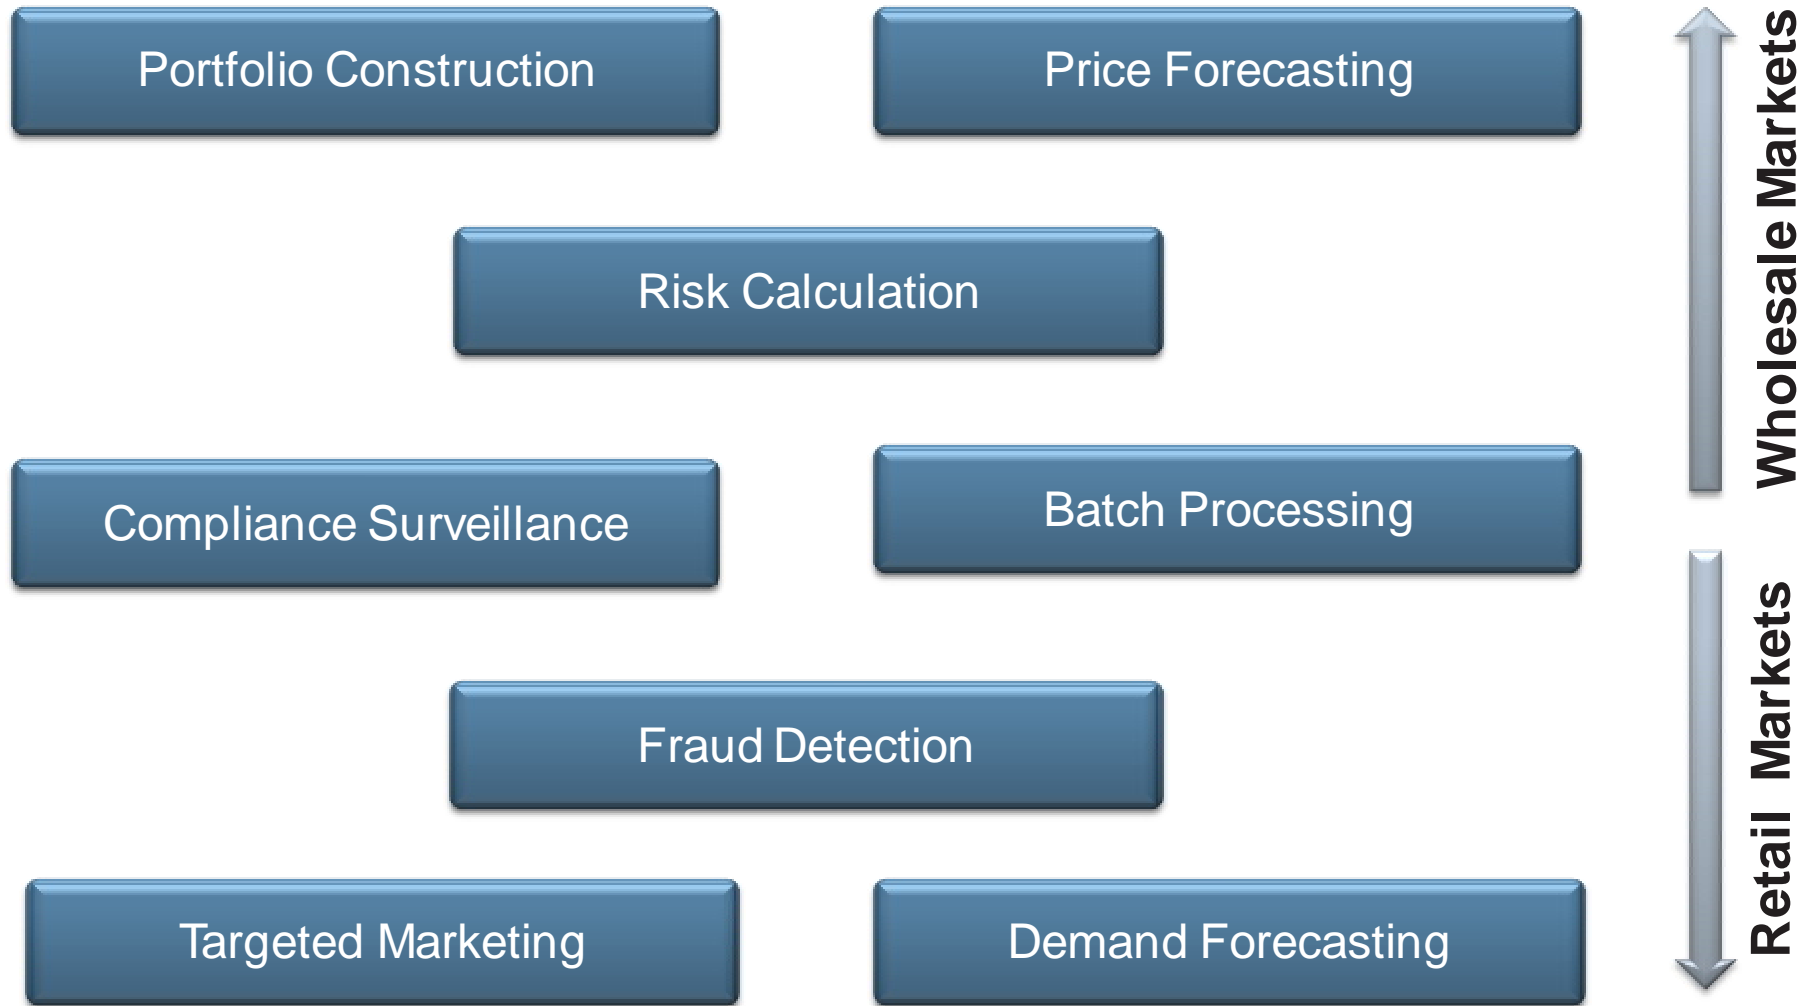 Portfolio Construction
Price Forecasting
Risk Calculation
Compliance Surveillance
Batch Processing
Fraud Detection
Targeted Marketing
Demand Forecasting
Wholesale Markets
Retail Markets